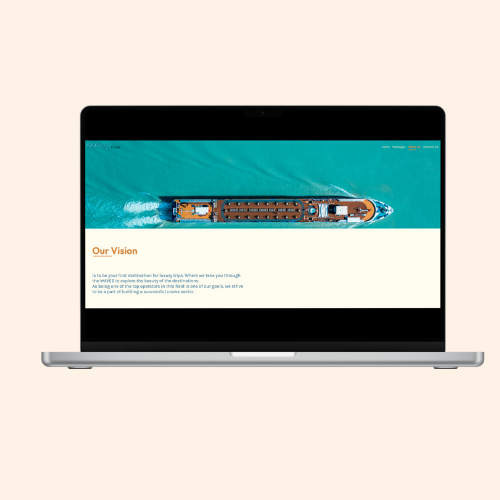 Home Packages About us Contact Us
Our Vision
Is to be your first destination for luxury trips. Where we take you through
the WAVES to explore the beauty of the destinations.
As being one of the top operators in this field is one of our goals, we strive
to be a part of building a successful cruise sector.